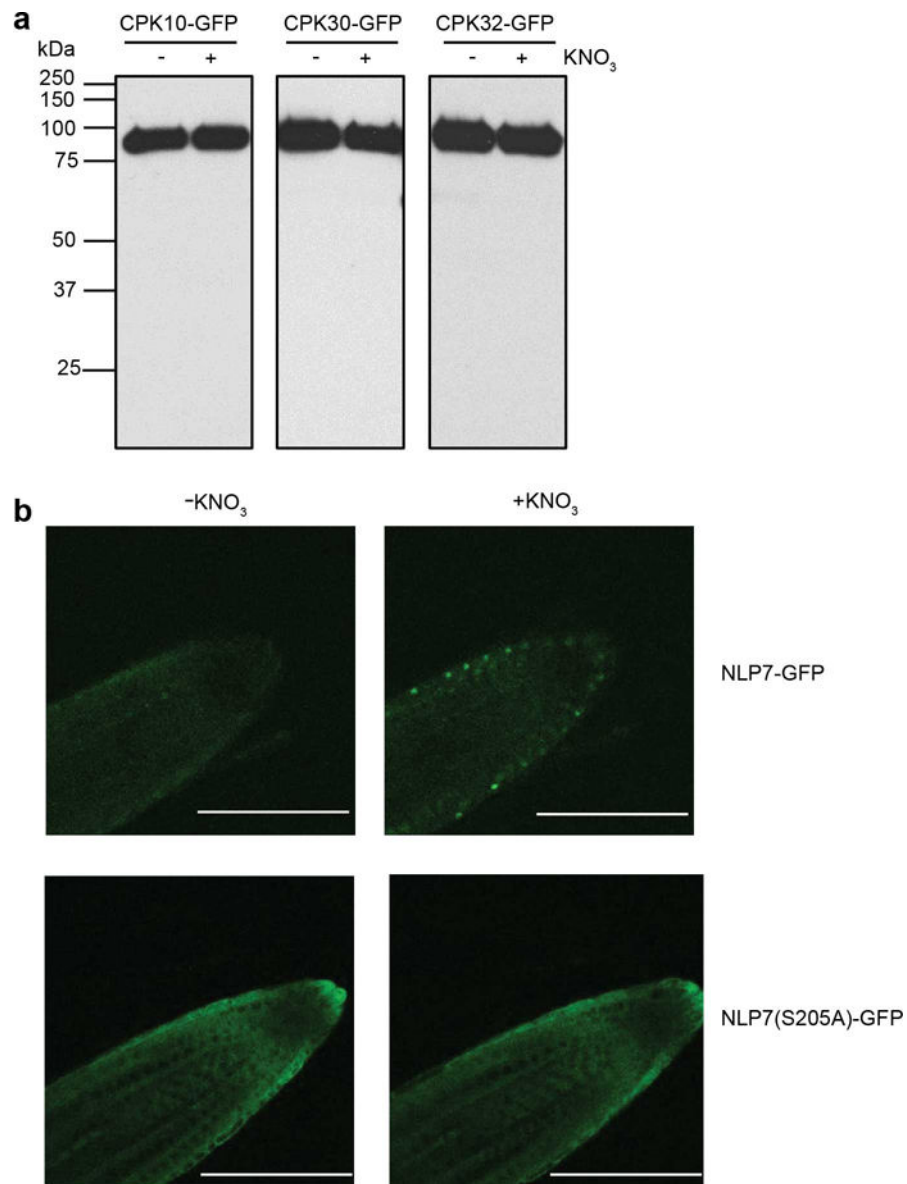 a
CPK10-GFP CPK30-GFP CPK32-GFP
kDa - + - + - + KNO₃
250
150
100
75
50
37
25
b
−KNO₃ +KNO₃
NLP7-GFP
NLP7(S205A)-GFP